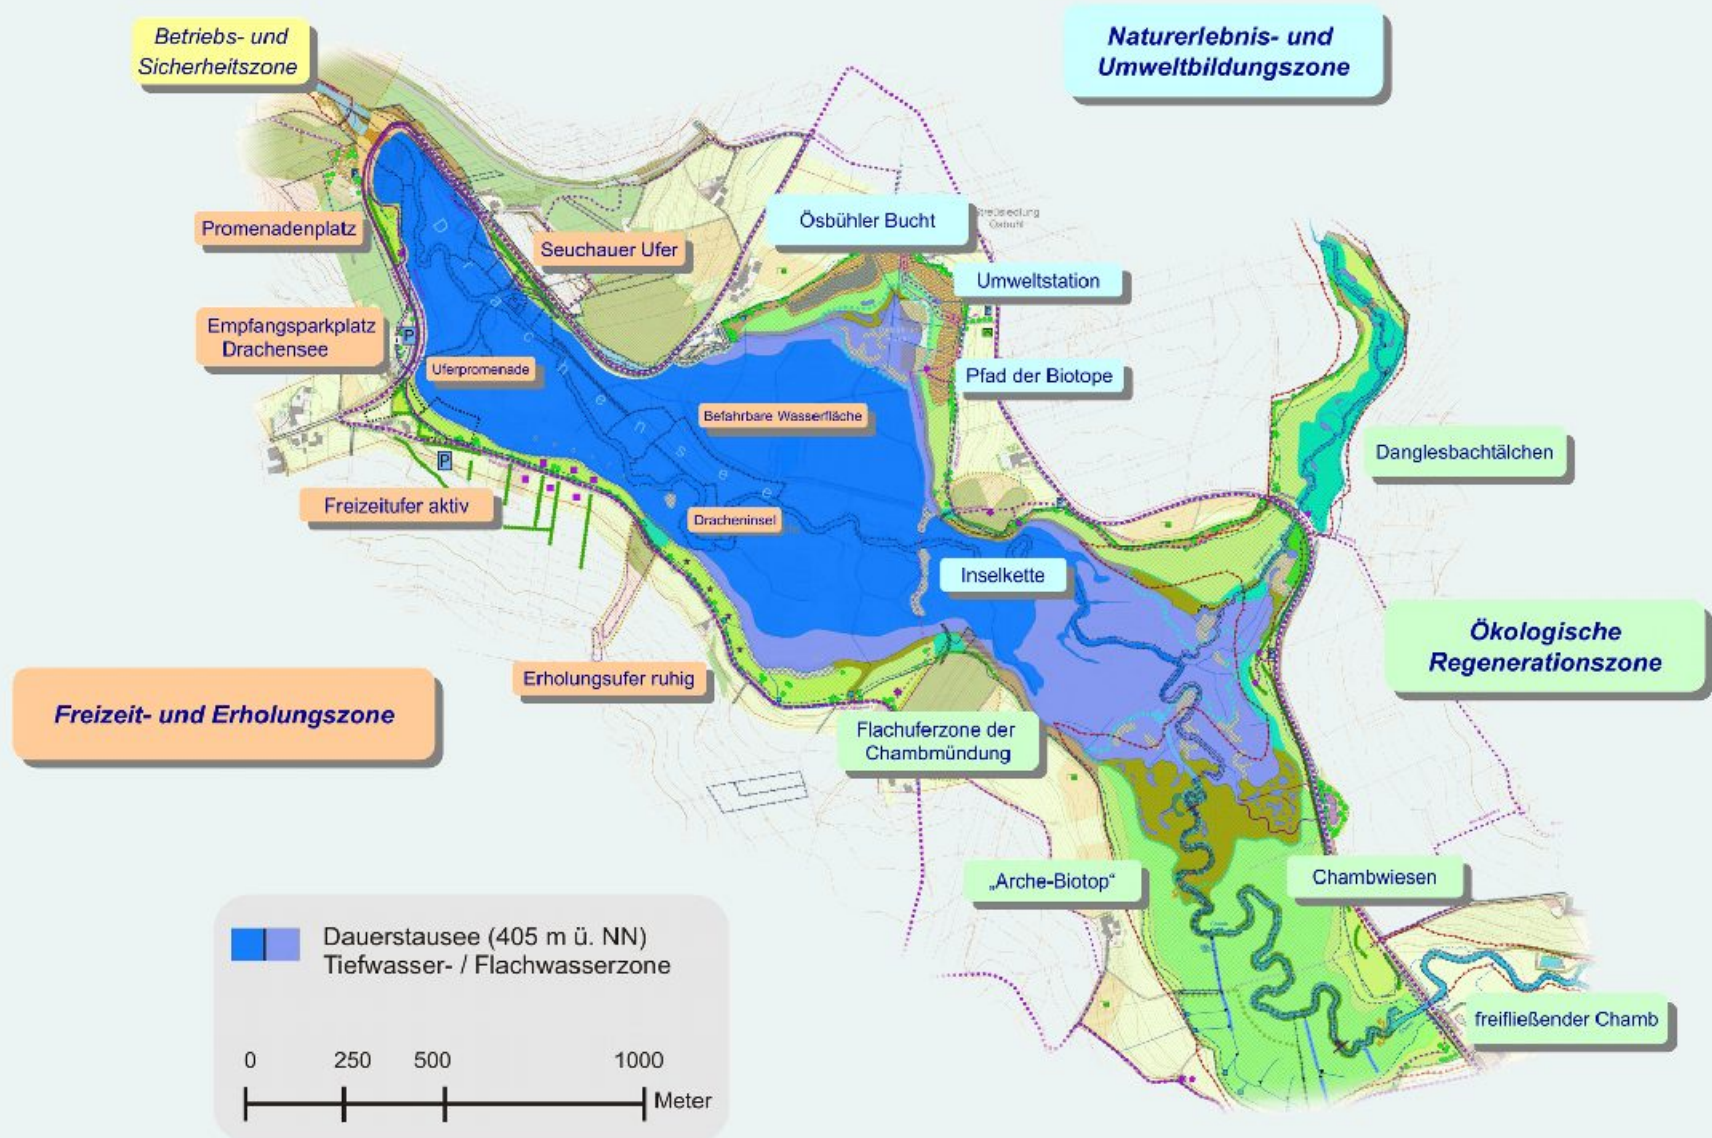 Betriebs- und
Sicherheitszone
Naturerlebnis- und
Umweltbildungszone
Promenadenplatz
Seuchauer Ufer
Ösbühler Bucht
Umweltstation
Empfangsparkplatz
Drachensee
P
Uferpromenade
Drachensee
Befahrbare Wasserfläche
Pfad der Biotope
Danglesbachtälchen
P
Freizeitufer aktiv
Dracheninsel
Inselkette
Ökologische
Regenerationszone
Erholungsufer ruhig
Freizeit- und Erholungszone
Flachuferzone der
Chambmündung
„Arche-Biotop“
Chambwiesen
freifließender Chamb
Dauerstausee (405 m ü. NN)
Tiefwasser- / Flachwasserzone
0 250 500 1000
Meter